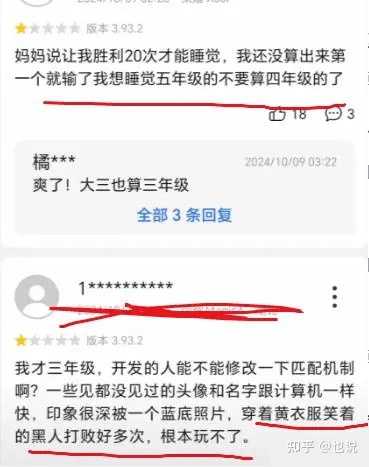 版本 3.93.2
妈妈说让我胜利20次才能睡觉，我还没算出来第
一个就输了我想睡觉五年级的不要算四年级的了
18
3
橘***
2024/10/09 03:22
爽了！大三也算三年级
全部 3 条回复
1**********
版本 3.93.2
我才三年级，开发的人能不能修改一下匹配机制
啊？一些见都没见过的头像和名字跟计算机一样
快，印象很深被一个蓝底照片，穿着黄衣服笑着
的黑人打败好多次，根本玩不了。
知乎 @也说